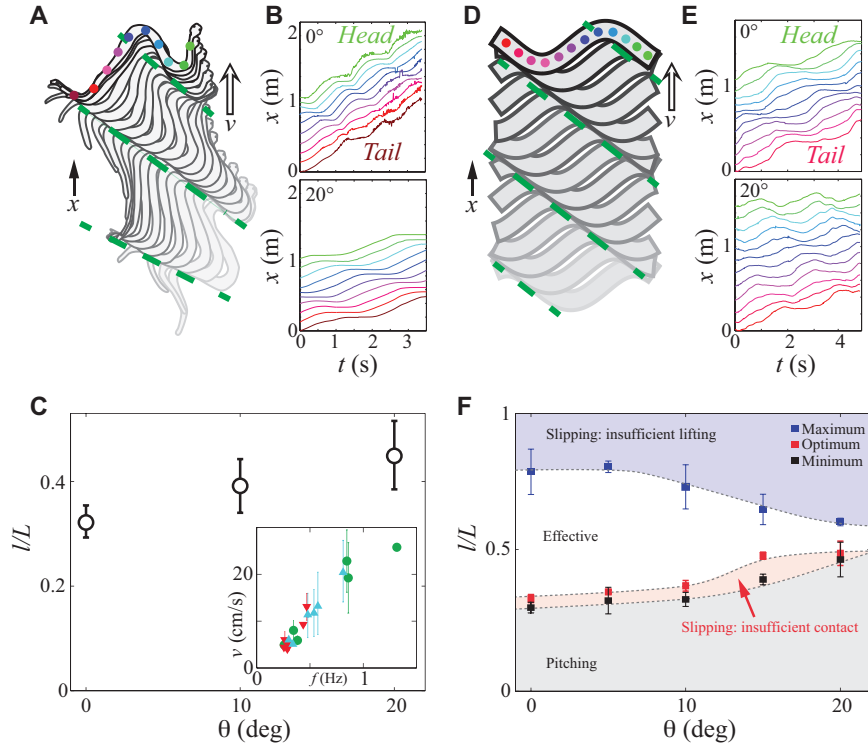 A
v
x
B
0°
Head
Tail
2
1
0
x (m)
20°
2
1
0
x (m)
0
1
2
3
t (s)
D
v
x
E
0°
Head
Tail
1
0
x (m)
20°
1
0
x (m)
0
2
4
t (s)
C
l/L
0.4
0.2
0
0
10
20
θ (deg)
v (cm/s)
20
0
0
f (Hz)
1
F
l/L
1
0.5
0
Slipping: insufficient lifting
Maximum
Optimum
Minimum
Effective
Slipping: insufficient contact
Pitching
0
10
20
θ (deg)